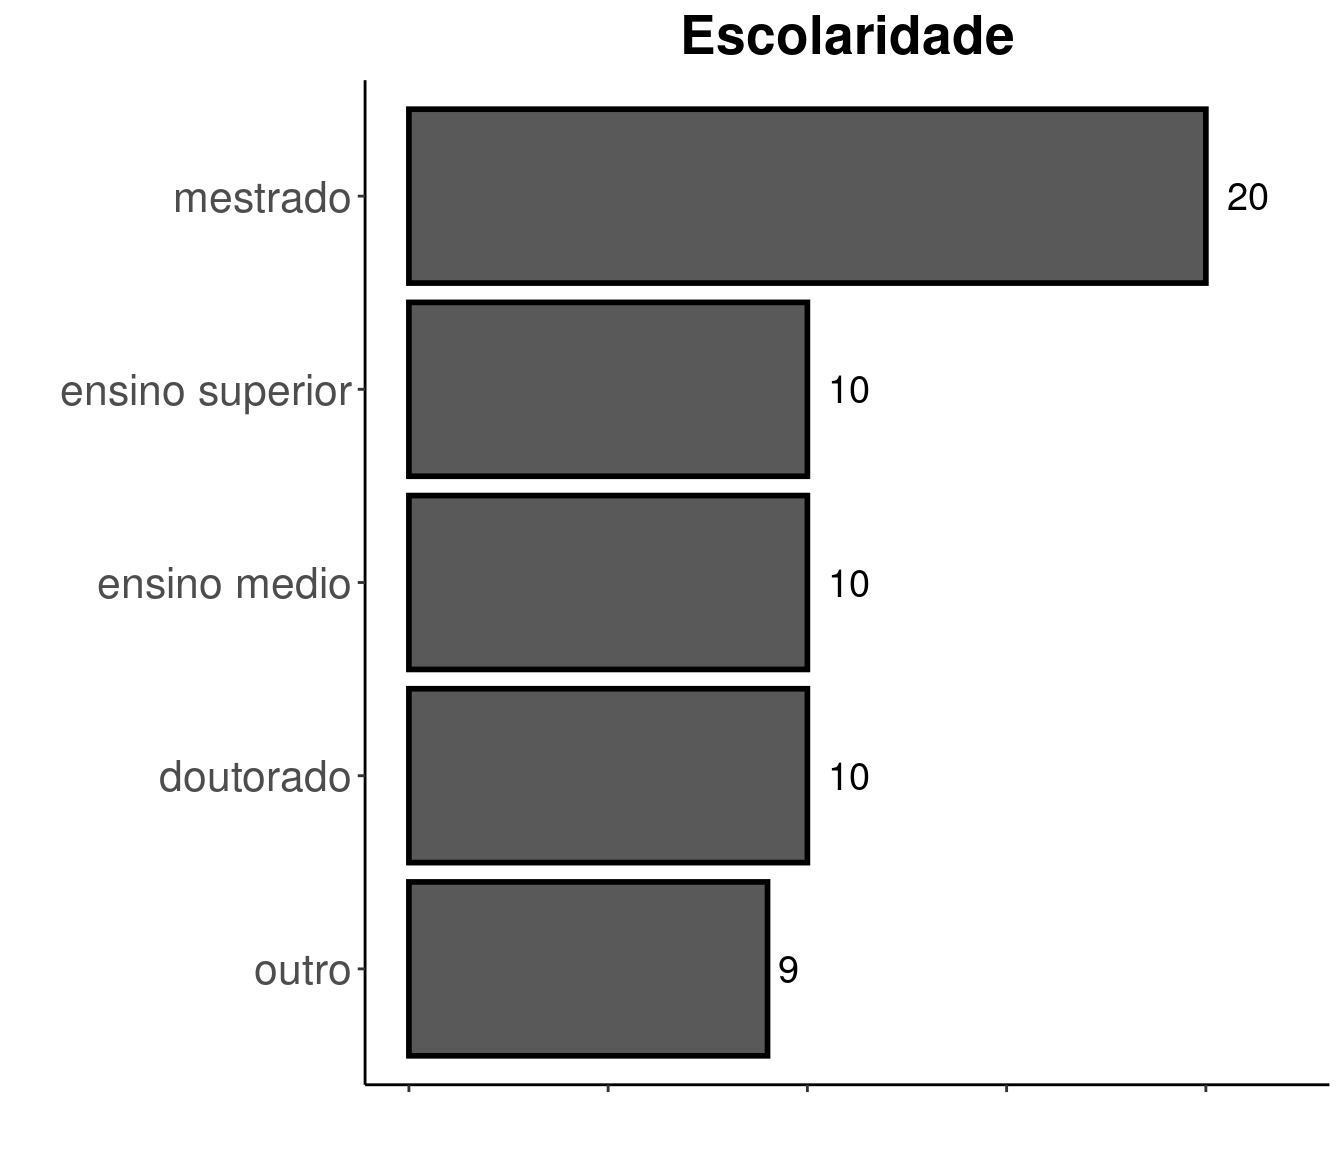 Escolaridade
mestrado 20
ensino superior 10
ensino medio 10
doutorado 10
outro 9